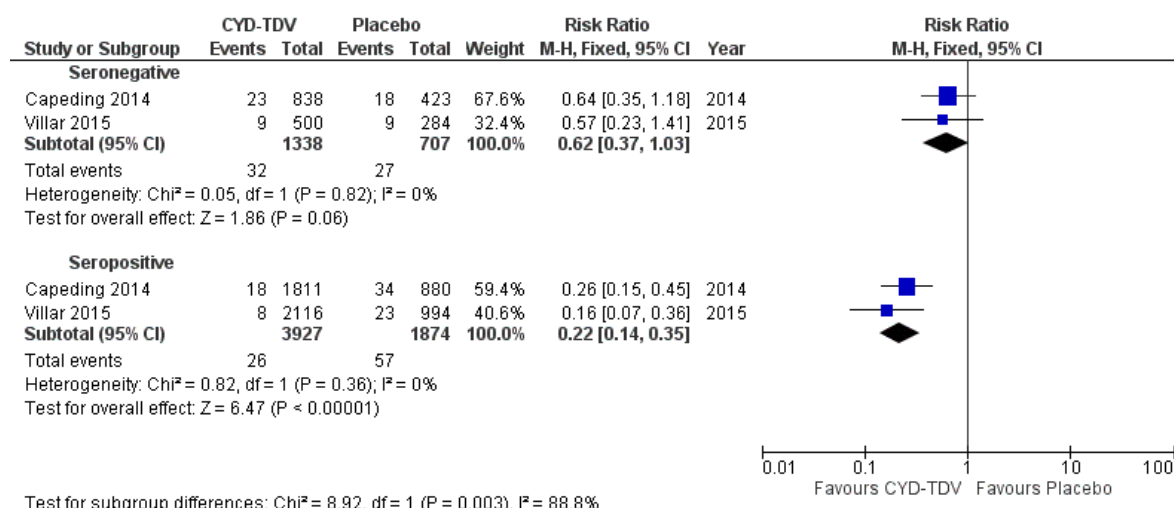 CYD-TDV Placebo Risk Ratio Risk Ratio
Study or Subgroup Events Total Events Total Weight M-H, Fixed, 95% CI Year M-H, Fixed, 95% CI
Seronegative
Capeding 2014 23 838 18 423 67.6% 0.64 [0.35, 1.18] 2014
Villar 2015 9 500 9 284 32.4% 0.57 [0.23, 1.41] 2015
Subtotal (95% CI) 1338 707 100.0% 0.62 [0.37, 1.03]
Total events 32 27
Heterogeneity: Chi² = 0.05, df = 1 (P = 0.82); I² = 0%
Test for overall effect: Z = 1.86 (P = 0.06)
Seropositive
Capeding 2014 18 1811 34 880 59.4% 0.26 [0.15, 0.45] 2014
Villar 2015 8 2116 23 994 40.6% 0.16 [0.07, 0.36] 2015
Subtotal (95% CI) 3927 1874 100.0% 0.22 [0.14, 0.35]
Total events 26 57
Heterogeneity: Chi² = 0.82, df = 1 (P = 0.36); I² = 0%
Test for overall effect: Z = 6.47 (P < 0.00001)
0.01 0.1 1 10 100
Favours CYD-TDV Favours Placebo
Test for subgroup differences: Chi² = 8.92, df = 1 (P = 0.003), I² = 88.8%